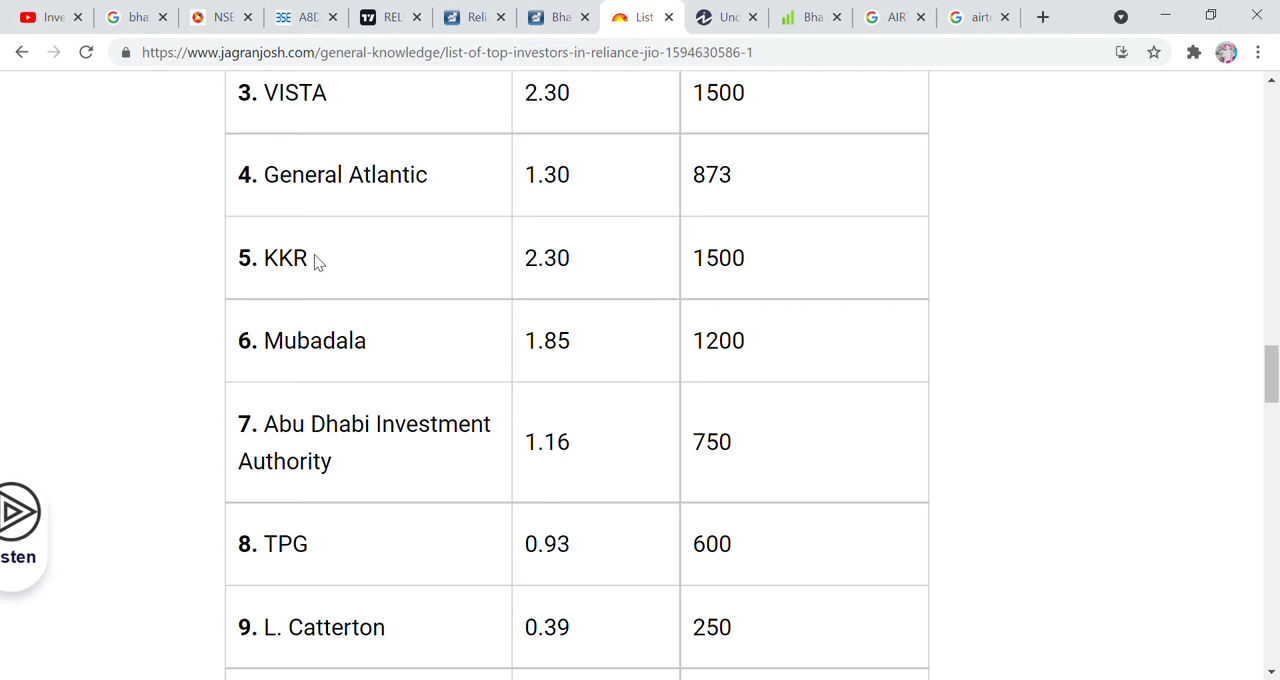 Inve bha NSE A8D REL Reli Bha List Unc Bha AIR airt
https://www.jagranjosh.com/general-knowledge/list-of-top-investors-in-reliance-jio-1594630586-1
3. VISTA 2.30 1500
4. General Atlantic 1.30 873
5. KKR 2.30 1500
6. Mubadala 1.85 1200
7. Abu Dhabi Investment
Authority 1.16 750
8. TPG 0.93 600
9. L. Catterton 0.39 250
sten